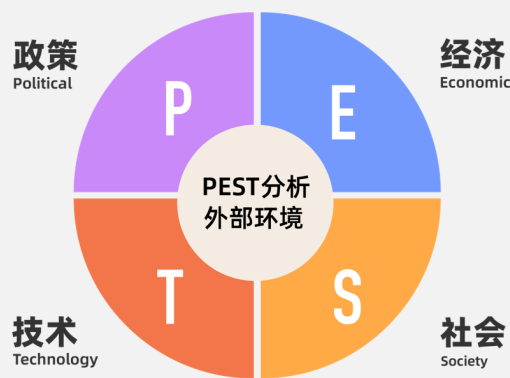 政策
Political
经济
Economic
P
E
PEST分析
外部环境
T
S
技术
Technology
社会
Society